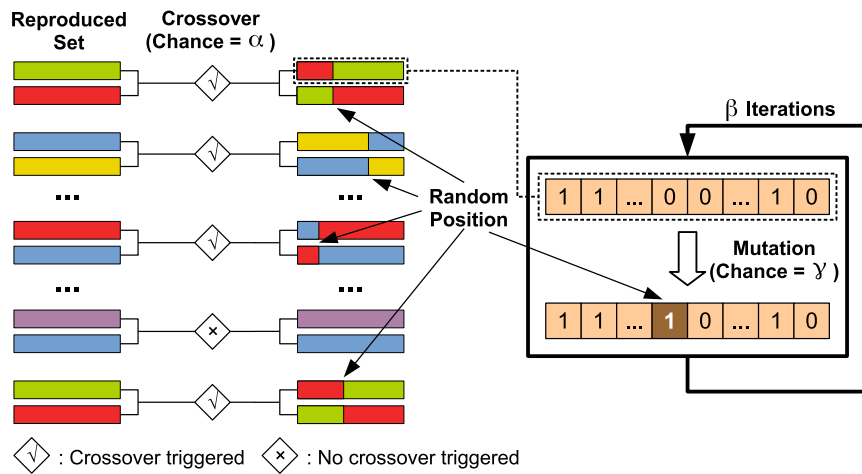 Reproduced
Set
Crossover
(Chance = α )
√
√
...
...
√
...
...
×
√
Random
Position
β Iterations
1 1 ... 0 0 ... 1 0
Mutation
(Chance = γ )
1 1 ... 1 0 ... 1 0
√ : Crossover triggered
× : No crossover triggered